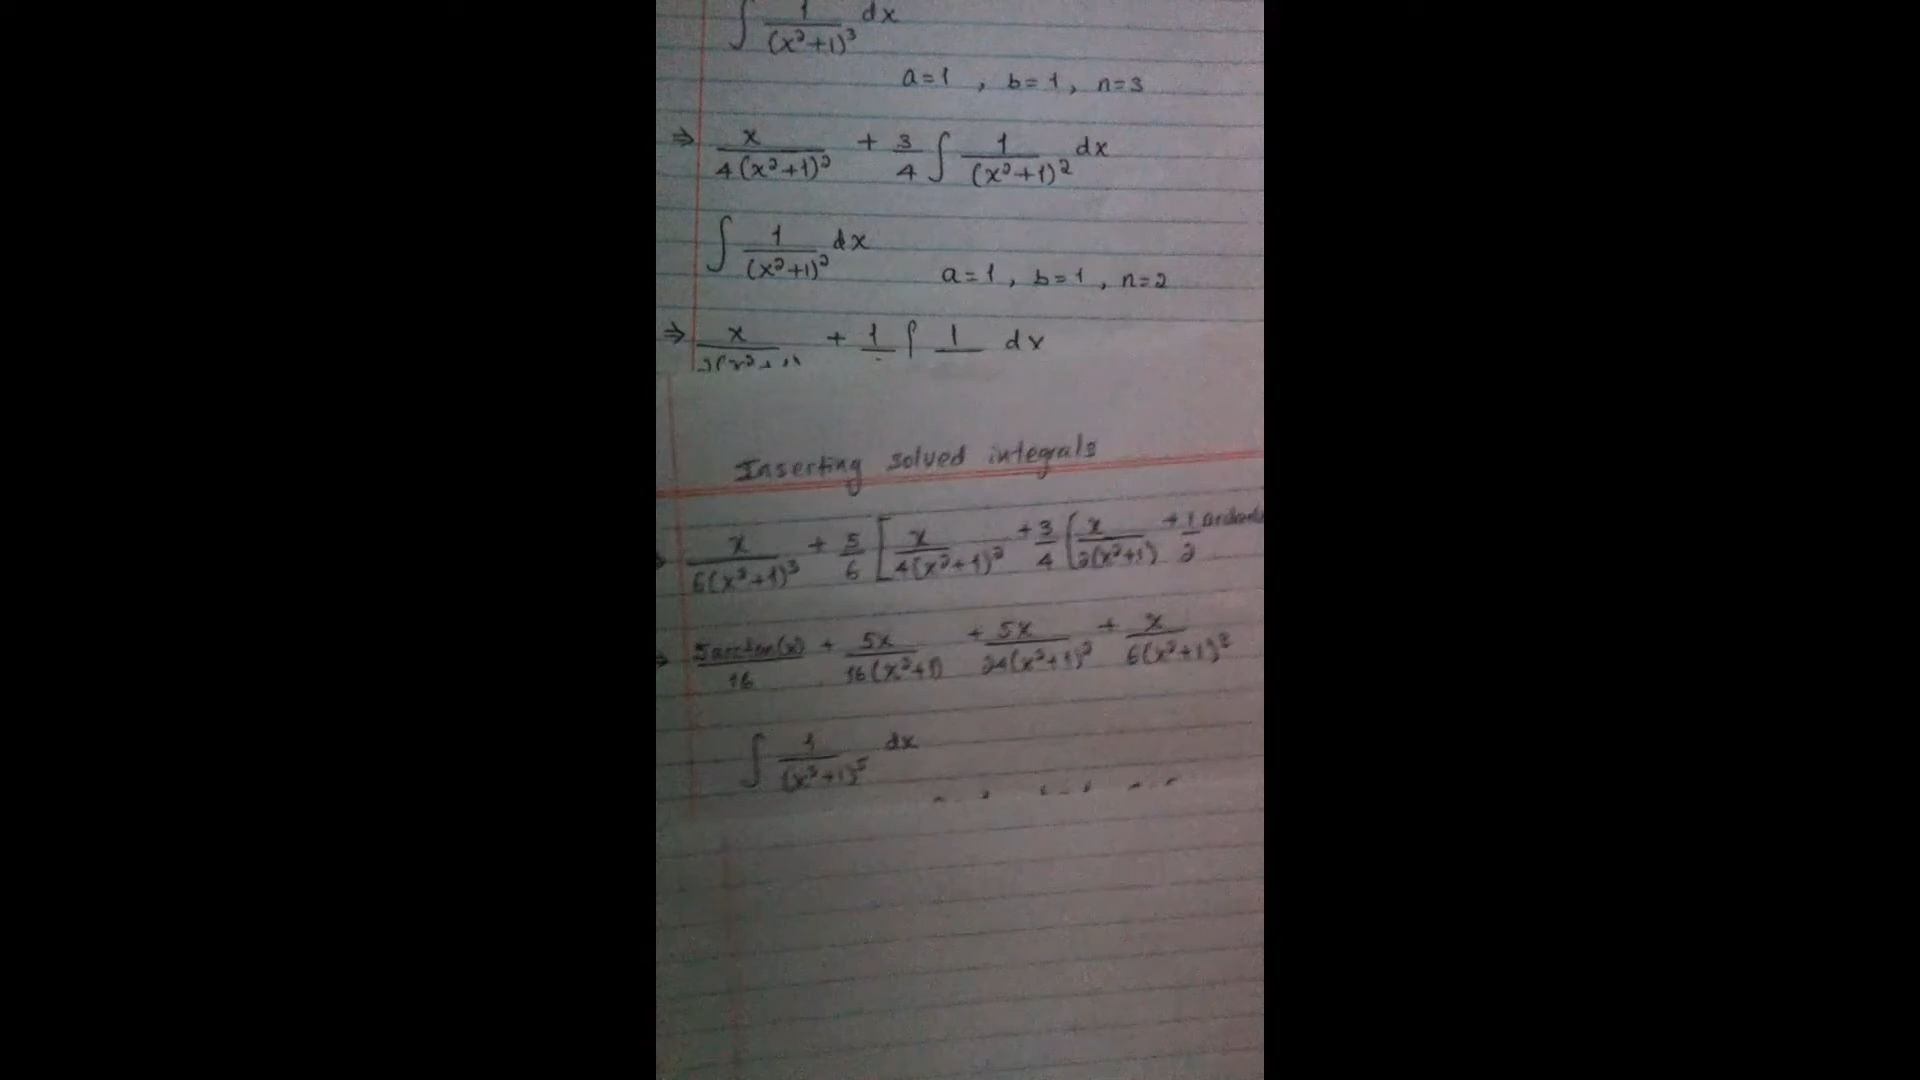 ∫ 1/(x²+1)³ dx
a=1 , b=1, n=3
⇒ x/4(x²+1)² + 3/4 ∫ 1/(x²+1)² dx
∫ 1/(x²+1)² dx
a=1, b=1, n=2
⇒ x/2(x²+1) + 1/ ∫ 1/ dx
Inserting solved integrals
x/6(x²+1)³ + 5/6 [x/4(x²+1)² + 3/4 (x/2(x²+1) + 1/2
⇒ 5arctan(x)/16 + 5x/16(x²+1) + 5x/24(x²+1)² + x/6(x²+1)³
∫ 1/(x²+1)⁵ dx